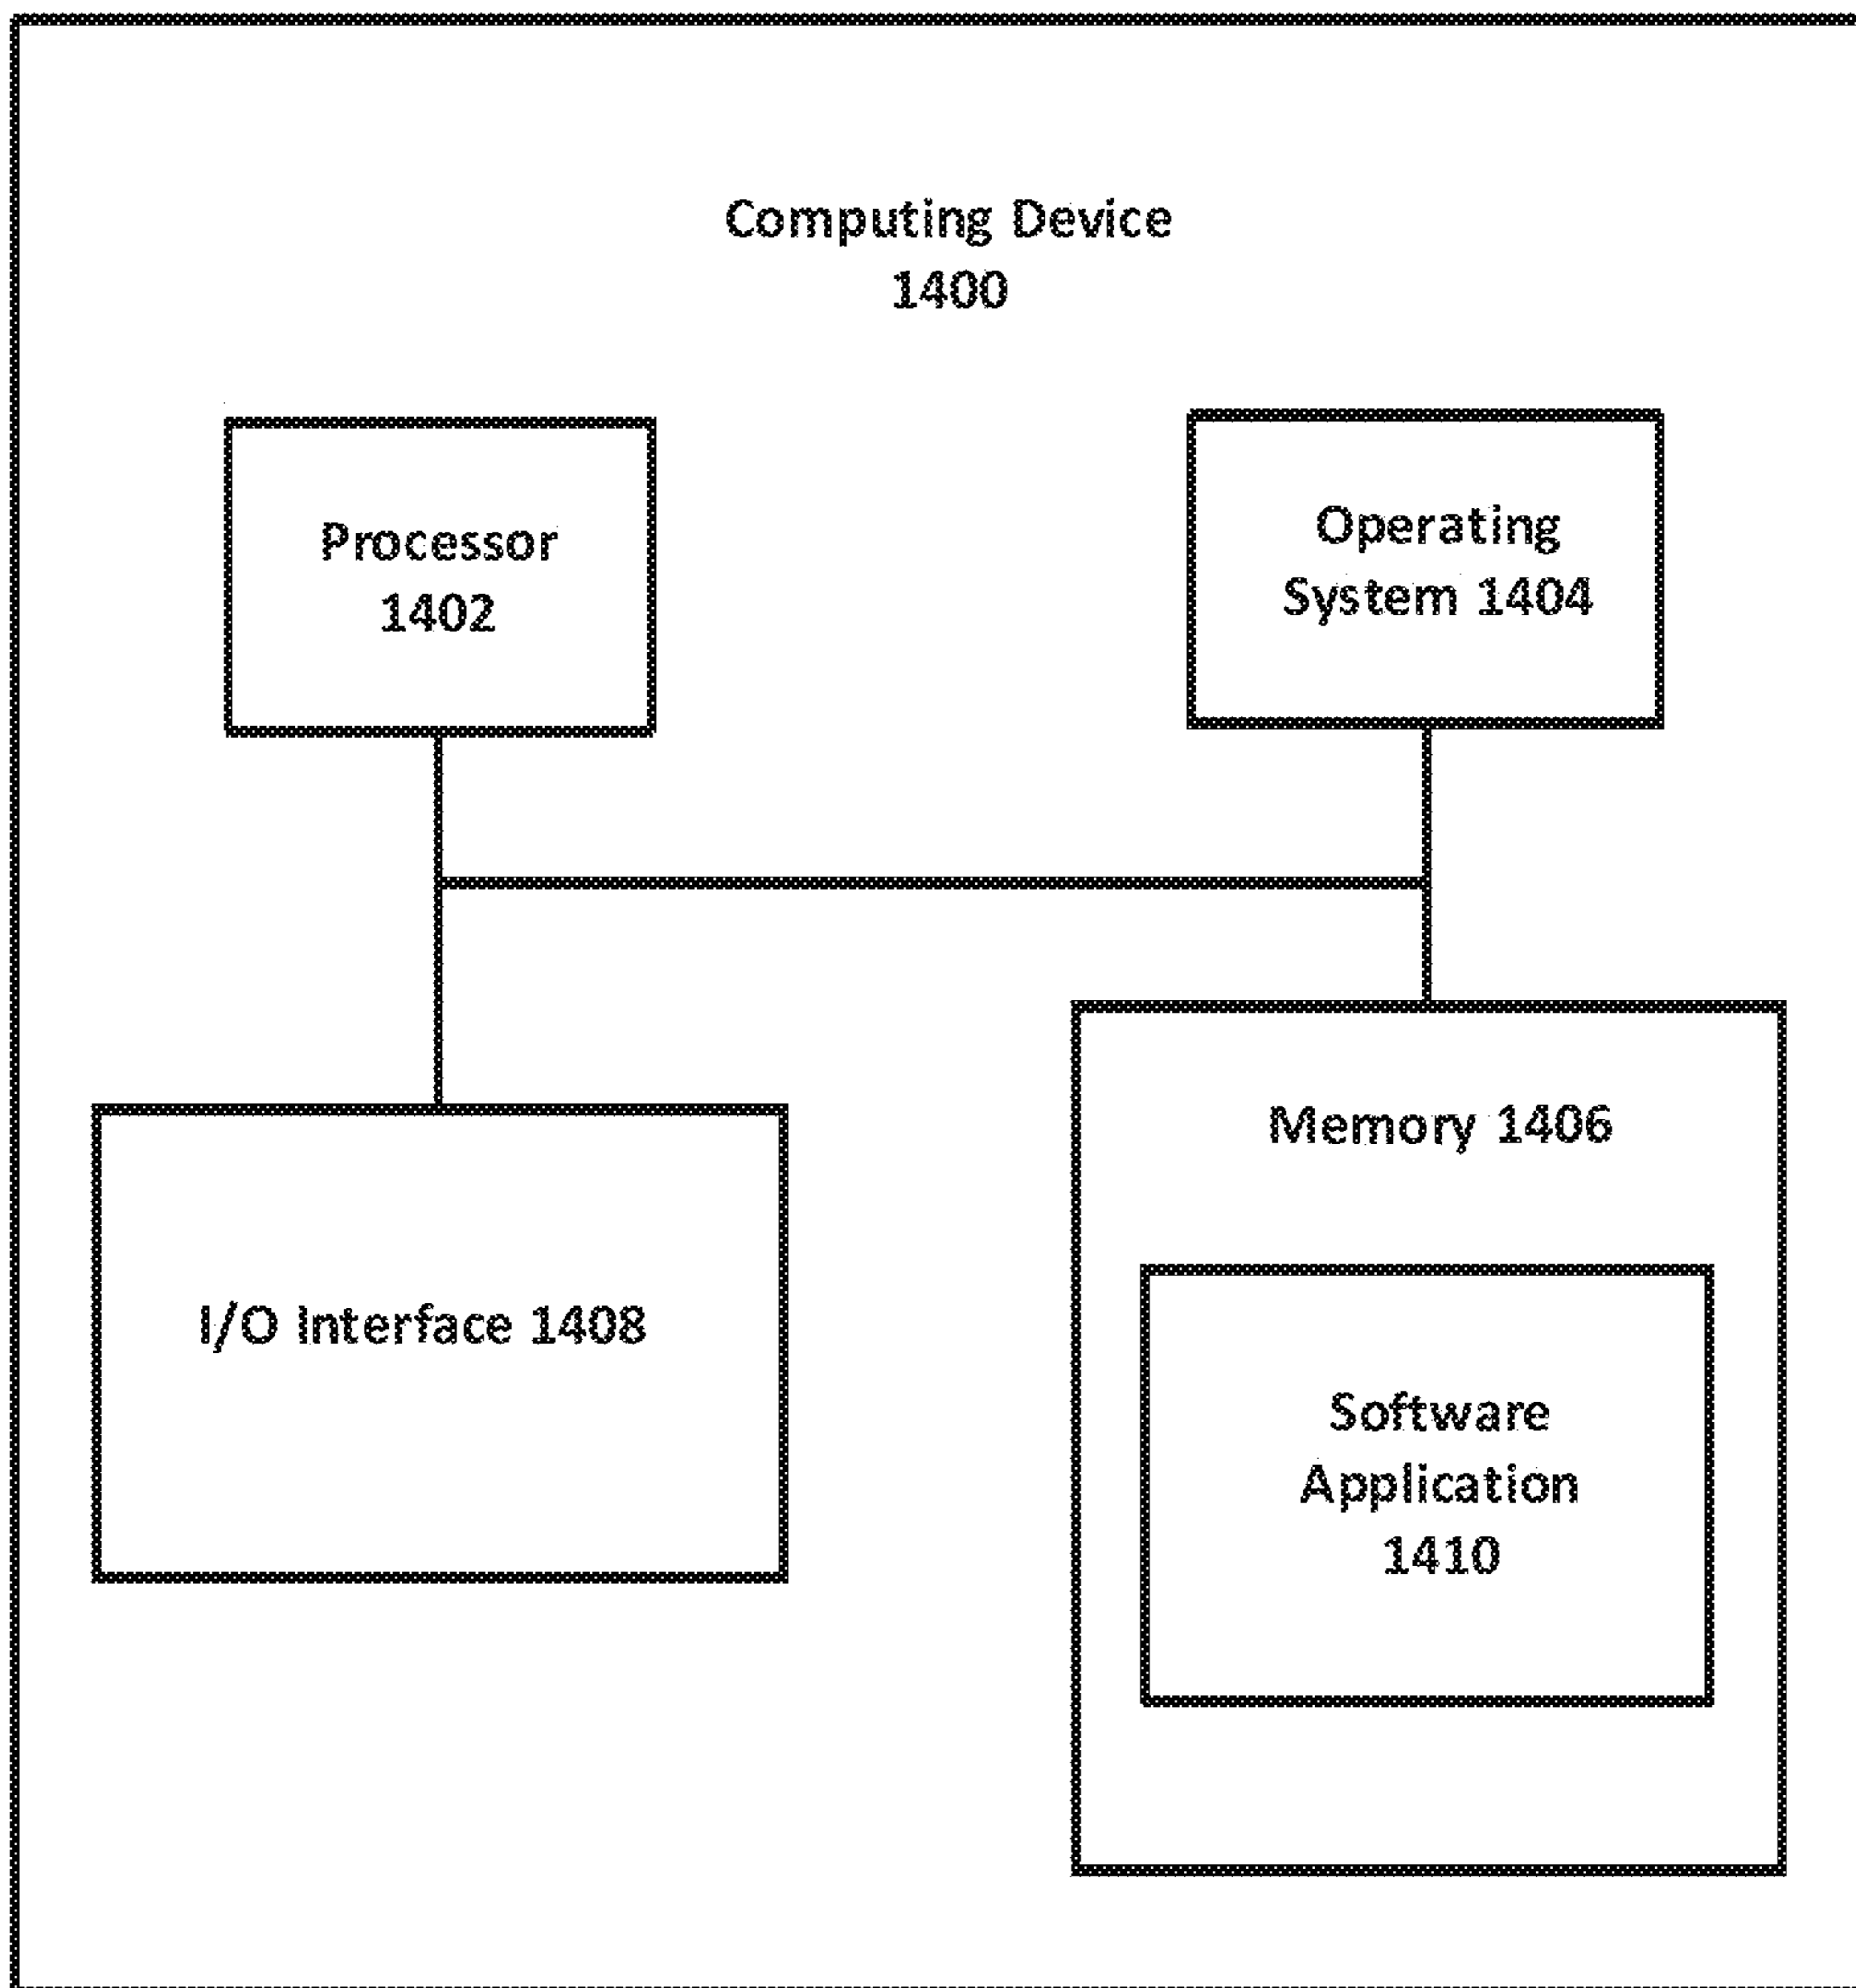 Computing Device
1400
Processor
1402
Operating
System 1404
I/O Interface 1408
Memory 1406
Software
Application
1410